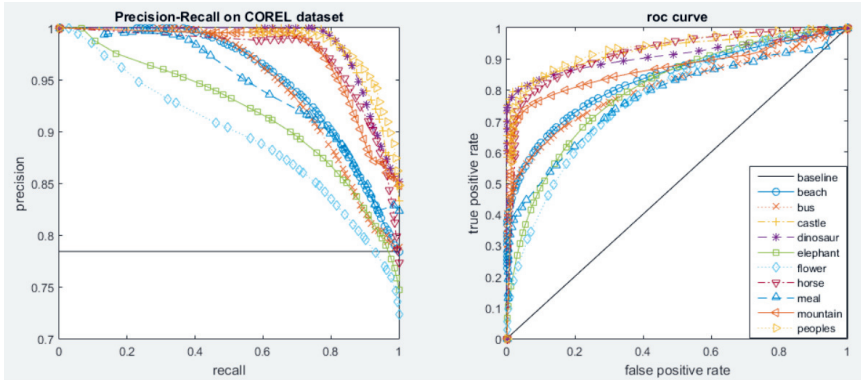 Precision-Recall on COREL dataset
1
0.95
0.9
0.85
0.8
0.75
0.7
precision
0
0.2
0.4
0.6
0.8
1
recall
roc curve
1
0.9
0.8
0.7
0.6
0.5
0.4
0.3
0.2
0.1
0
true positive rate
0
0.2
0.4
0.6
0.8
1
false positive rate
baseline
beach
bus
castle
dinosaur
elephant
flower
horse
meal
mountain
peoples